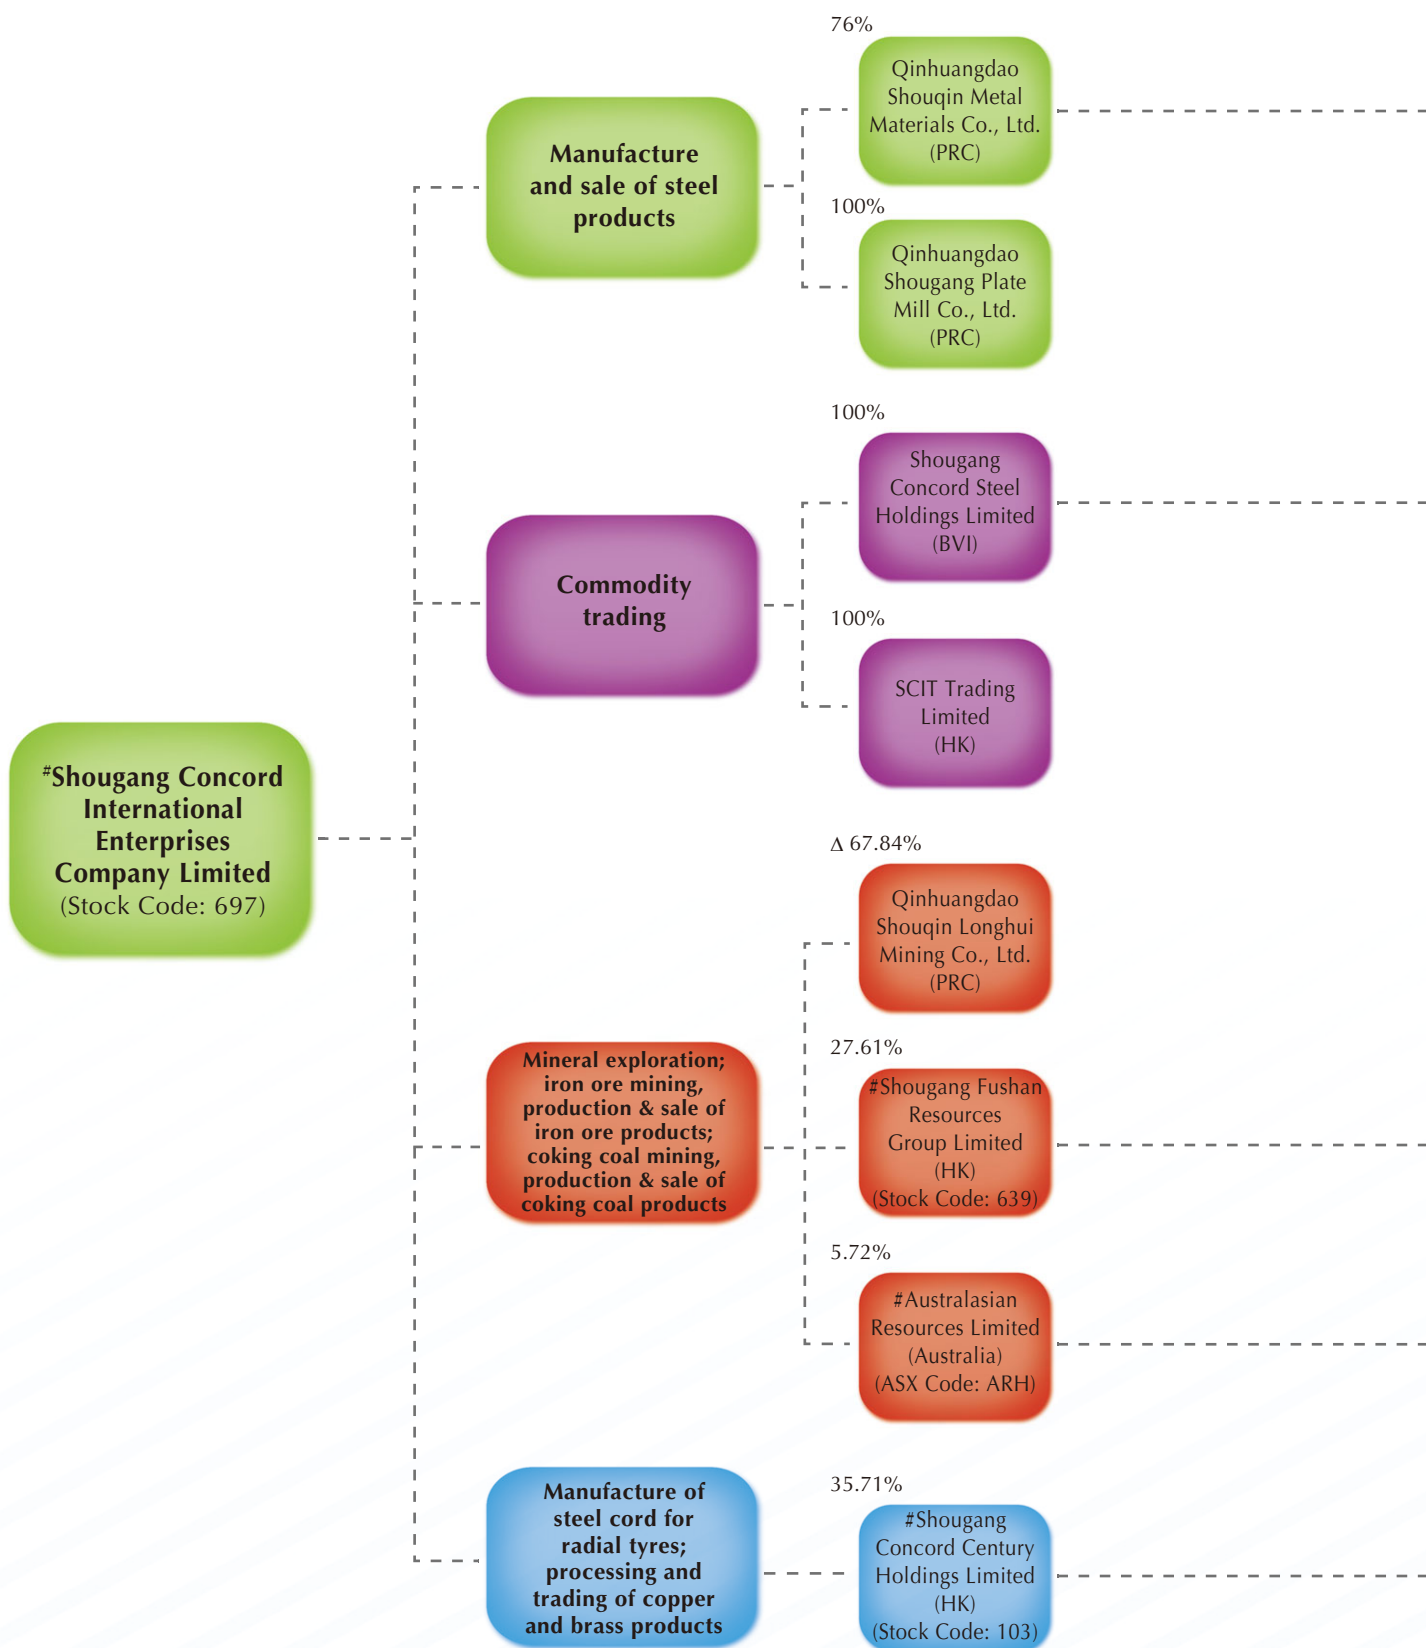 #Shougang Concord
International
Enterprises
Company Limited
(Stock Code: 697)
Manufacture
and sale of steel
products
76%
Qinhuangdao
Shouqin Metal
Materials Co., Ltd.
(PRC)
100%
Qinhuangdao
Shougang Plate
Mill Co., Ltd.
(PRC)
Commodity
trading
100%
Shougang
Concord Steel
Holdings Limited
(BVI)
100%
SCIT Trading
Limited
(HK)
Mineral exploration;
iron ore mining,
production & sale of
iron ore products;
coking coal mining,
production & sale of
coking coal products
Δ 67.84%
Qinhuangdao
Shouqin Longhui
Mining Co., Ltd.
(PRC)
27.61%
#Shougang Fushan
Resources
Group Limited
(HK)
(Stock Code: 639)
5.72%
#Australasian
Resources Limited
(Australia)
(ASX Code: ARH)
Manufacture of
steel cord for
radial tyres;
processing and
trading of copper
and brass products
35.71%
#Shougang
Concord Century
Holdings Limited
(HK)
(Stock Code: 103)